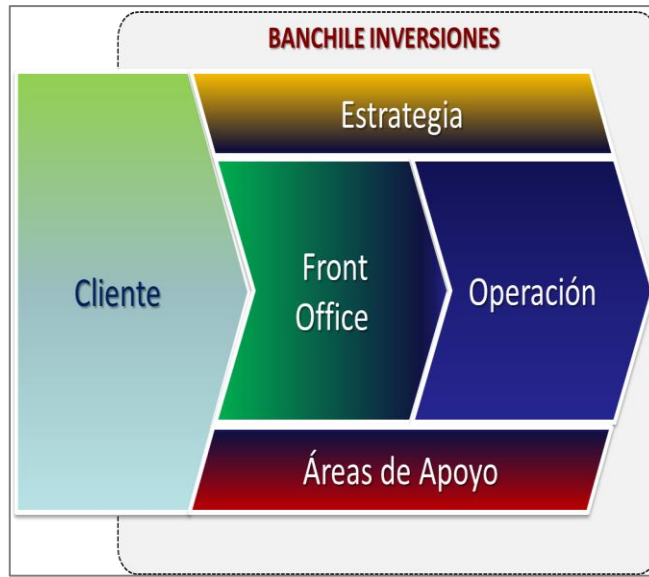 BANCHILE INVERSIONES
Estrategia
Cliente
Front
Office
Operación
Áreas de Apoyo